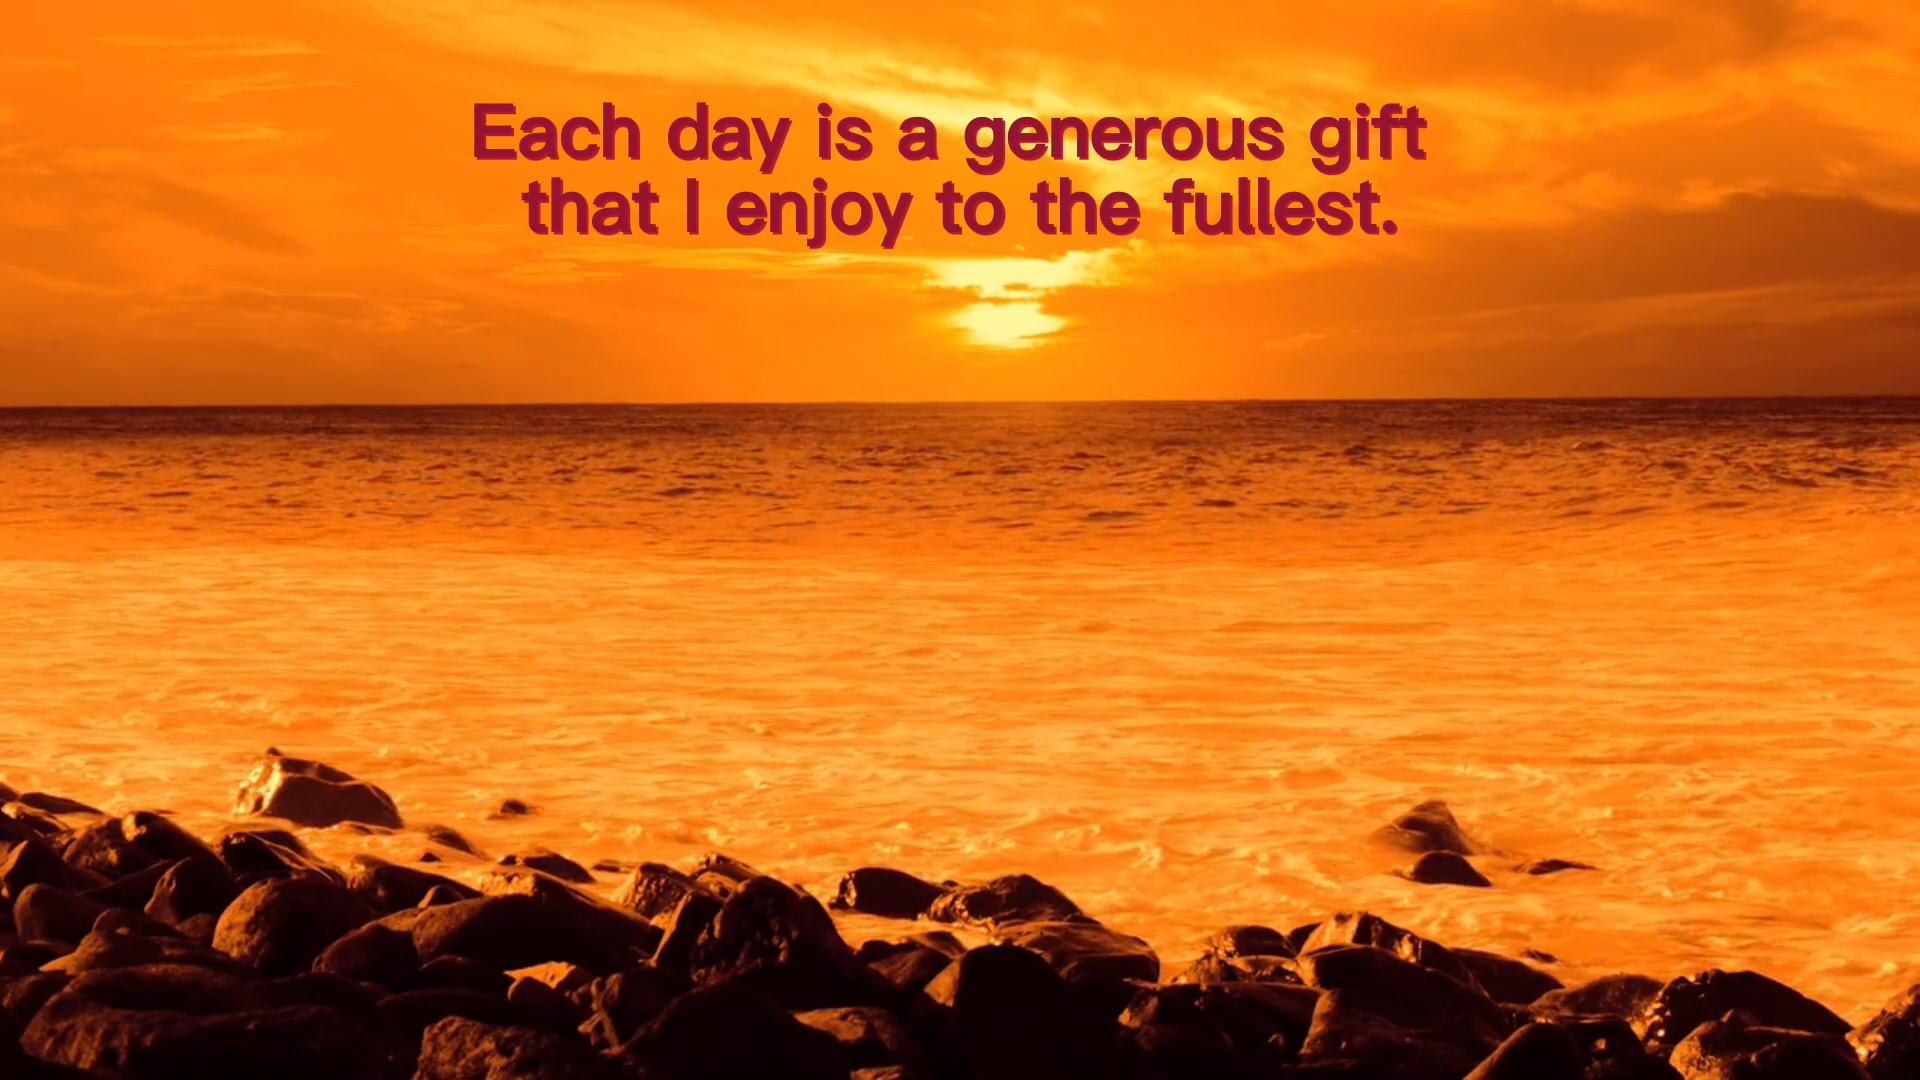 Each day is a generous gift
that I enjoy to the fullest.